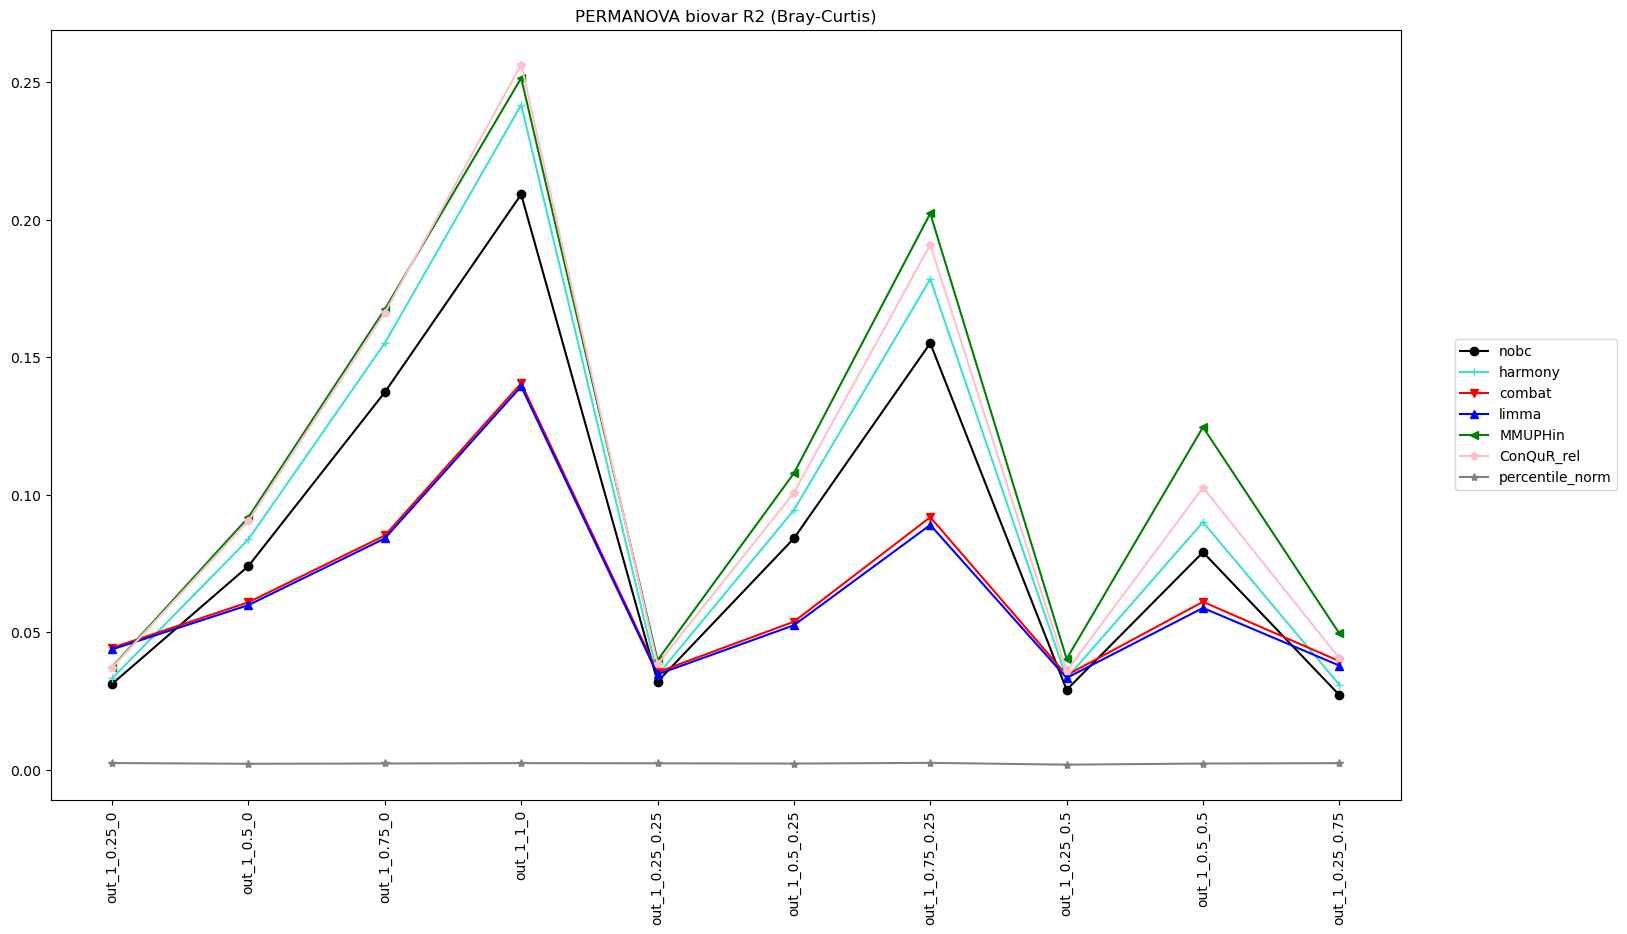 PERMANOVA biovar R2 (Bray-Curtis)
0.25
0.20
0.15
0.10
0.05
0.00
out_1_0.25_0
out_1_0.5_0
out_1_0.75_0
out_1_1_0
out_1_0.25_0.25
out_1_0.5_0.25
out_1_0.75_0.25
out_1_0.25_0.5
out_1_0.5_0.5
out_1_0.25_0.75
nobc
harmony
combat
limma
MMUPHin
ConQuR_rel
percentile_norm